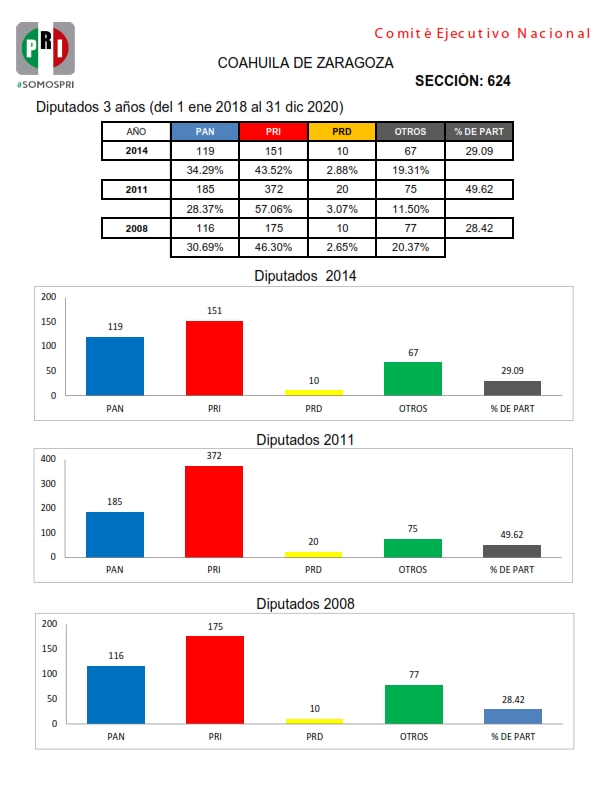 Comité Ejecutivo Nacional
PRI
#SOMOSPRI
COAHUILA DE ZARAGOZA
SECCIÓN: 624
Diputados 3 años (del 1 ene 2018 al 31 dic 2020)
AÑO PAN PRI PRD OTROS % DE PART
2014 119 151 10 67 29.09
34.29% 43.52% 2.88% 19.31%
2011 185 372 20 75 49.62
28.37% 57.06% 3.07% 11.50%
2008 116 175 10 77 28.42
30.69% 46.30% 2.65% 20.37%
Diputados 2014
200
150
100
50
0
119 151 10 67 29.09
PAN PRI PRD OTROS % DE PART
Diputados 2011
400
300
200
100
0
185 372 20 75 49.62
PAN PRI PRD OTROS % DE PART
Diputados 2008
200
150
100
50
0
116 175 10 77 28.42
PAN PRI PRD OTROS % DE PART